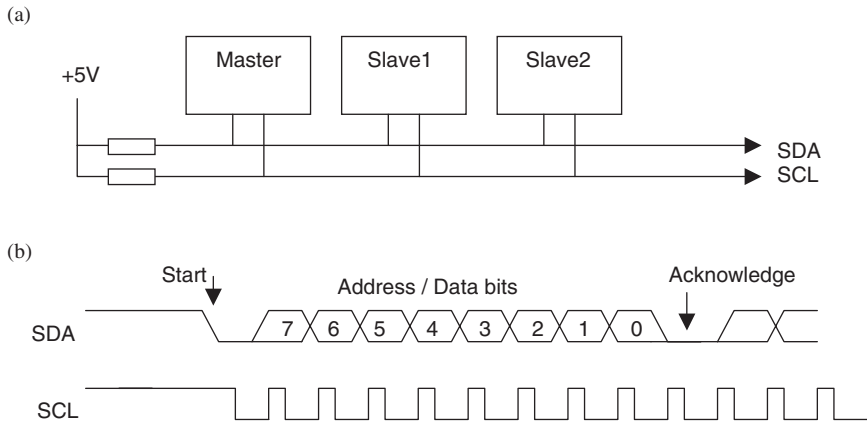 (a)
Master Slave1 Slave2
+5V
SDA
SCL
(b)
Start Address / Data bits Acknowledge
SDA 7 6 5 4 3 2 1 0
SCL